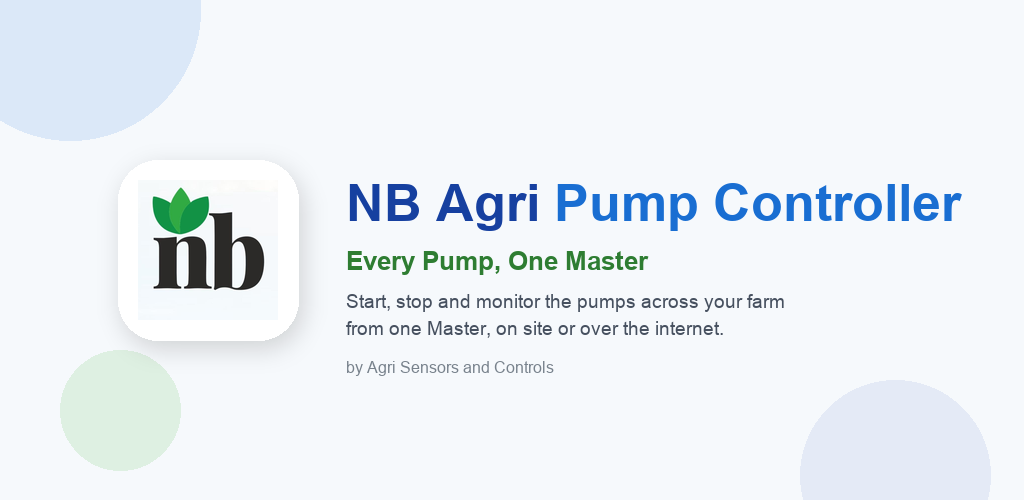 nb
NB Agri Pump Controller
Every Pump, One Master
Start, stop and monitor the pumps across your farm
from one Master, on site or over the internet.
by Agri Sensors and Controls